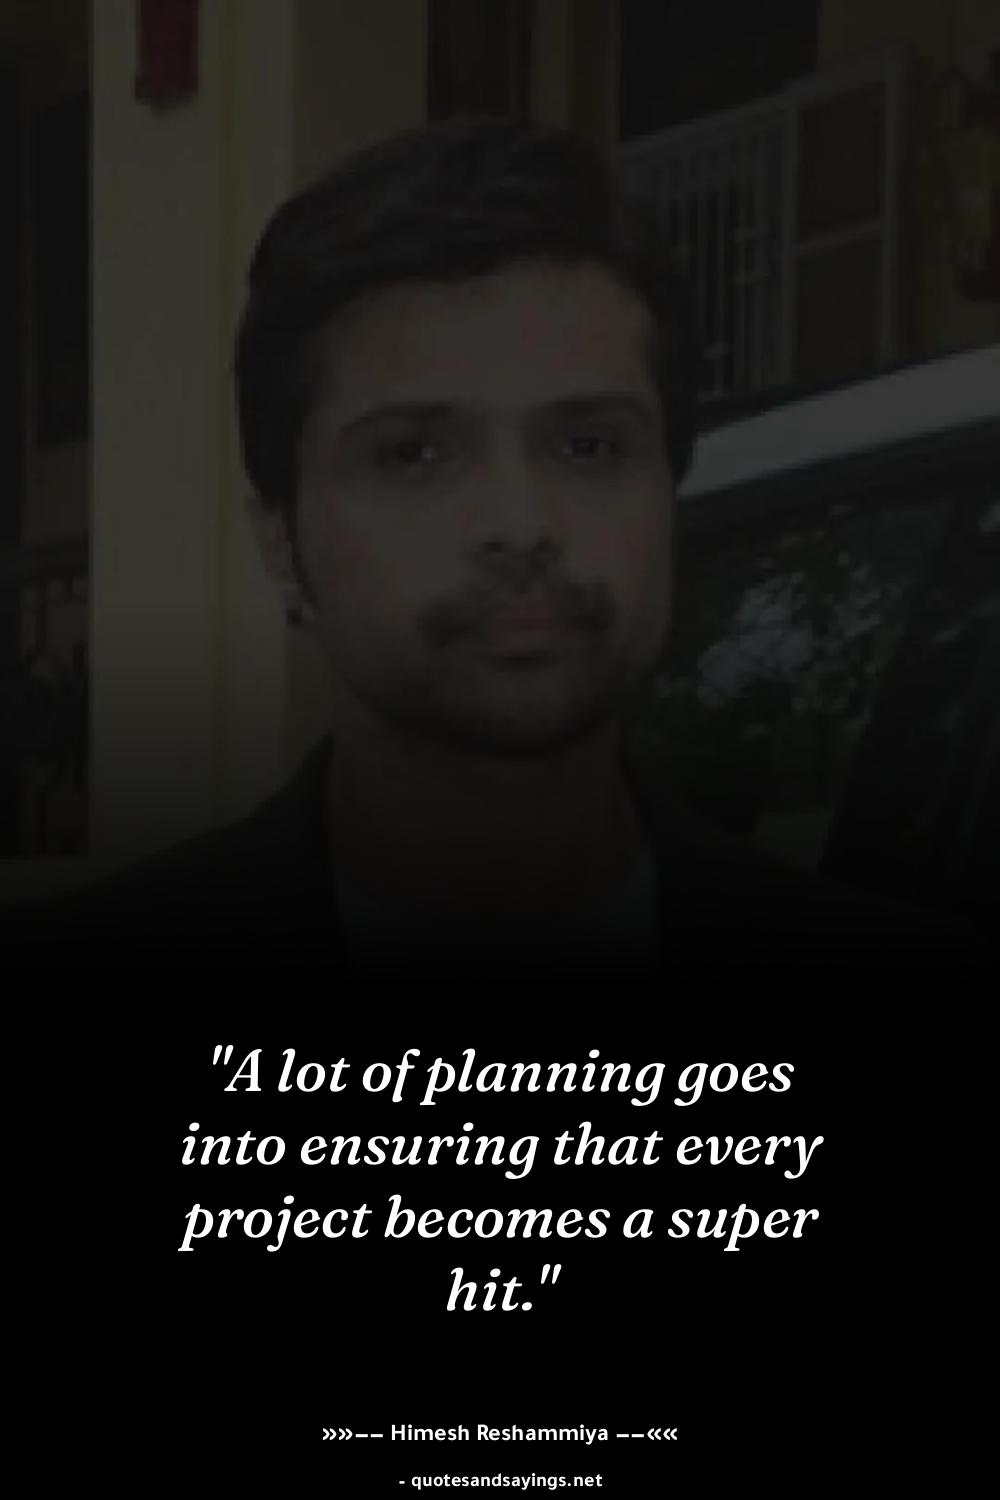 "A lot of planning goes
into ensuring that every
project becomes a super
hit."
»»−− Himesh Reshammiya −−««
- quotesandsayings.net